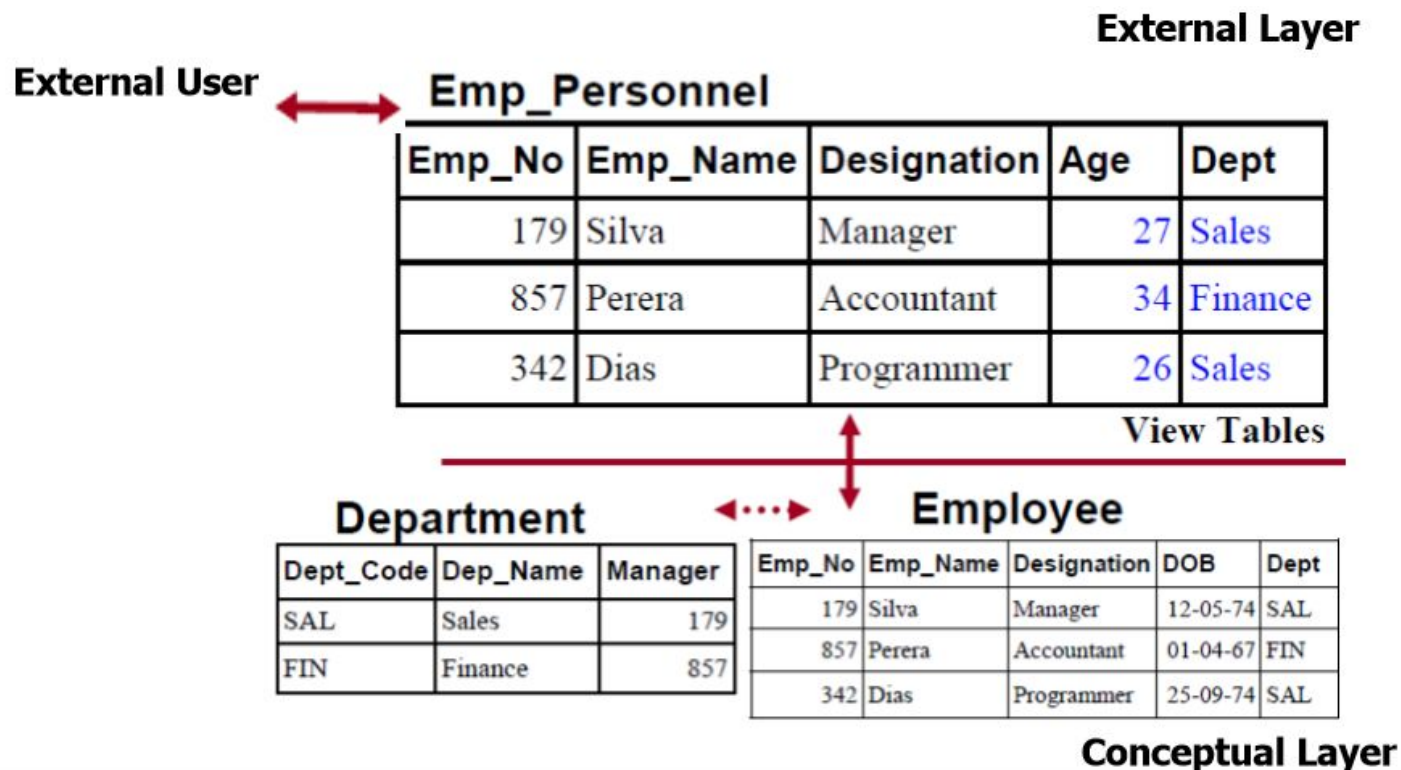 External Layer
External User
Emp_Personnel
Emp_No Emp_Name Designation Age Dept
179 Silva Manager 27 Sales
857 Perera Accountant 34 Finance
342 Dias Programmer 26 Sales
View Tables
Department
Dept_Code Dep_Name Manager
SAL Sales 179
FIN Finance 857
Employee
Emp_No Emp_Name Designation DOB Dept
179 Silva Manager 12-05-74 SAL
857 Perera Accountant 01-04-67 FIN
342 Dias Programmer 25-09-74 SAL
Conceptual Layer